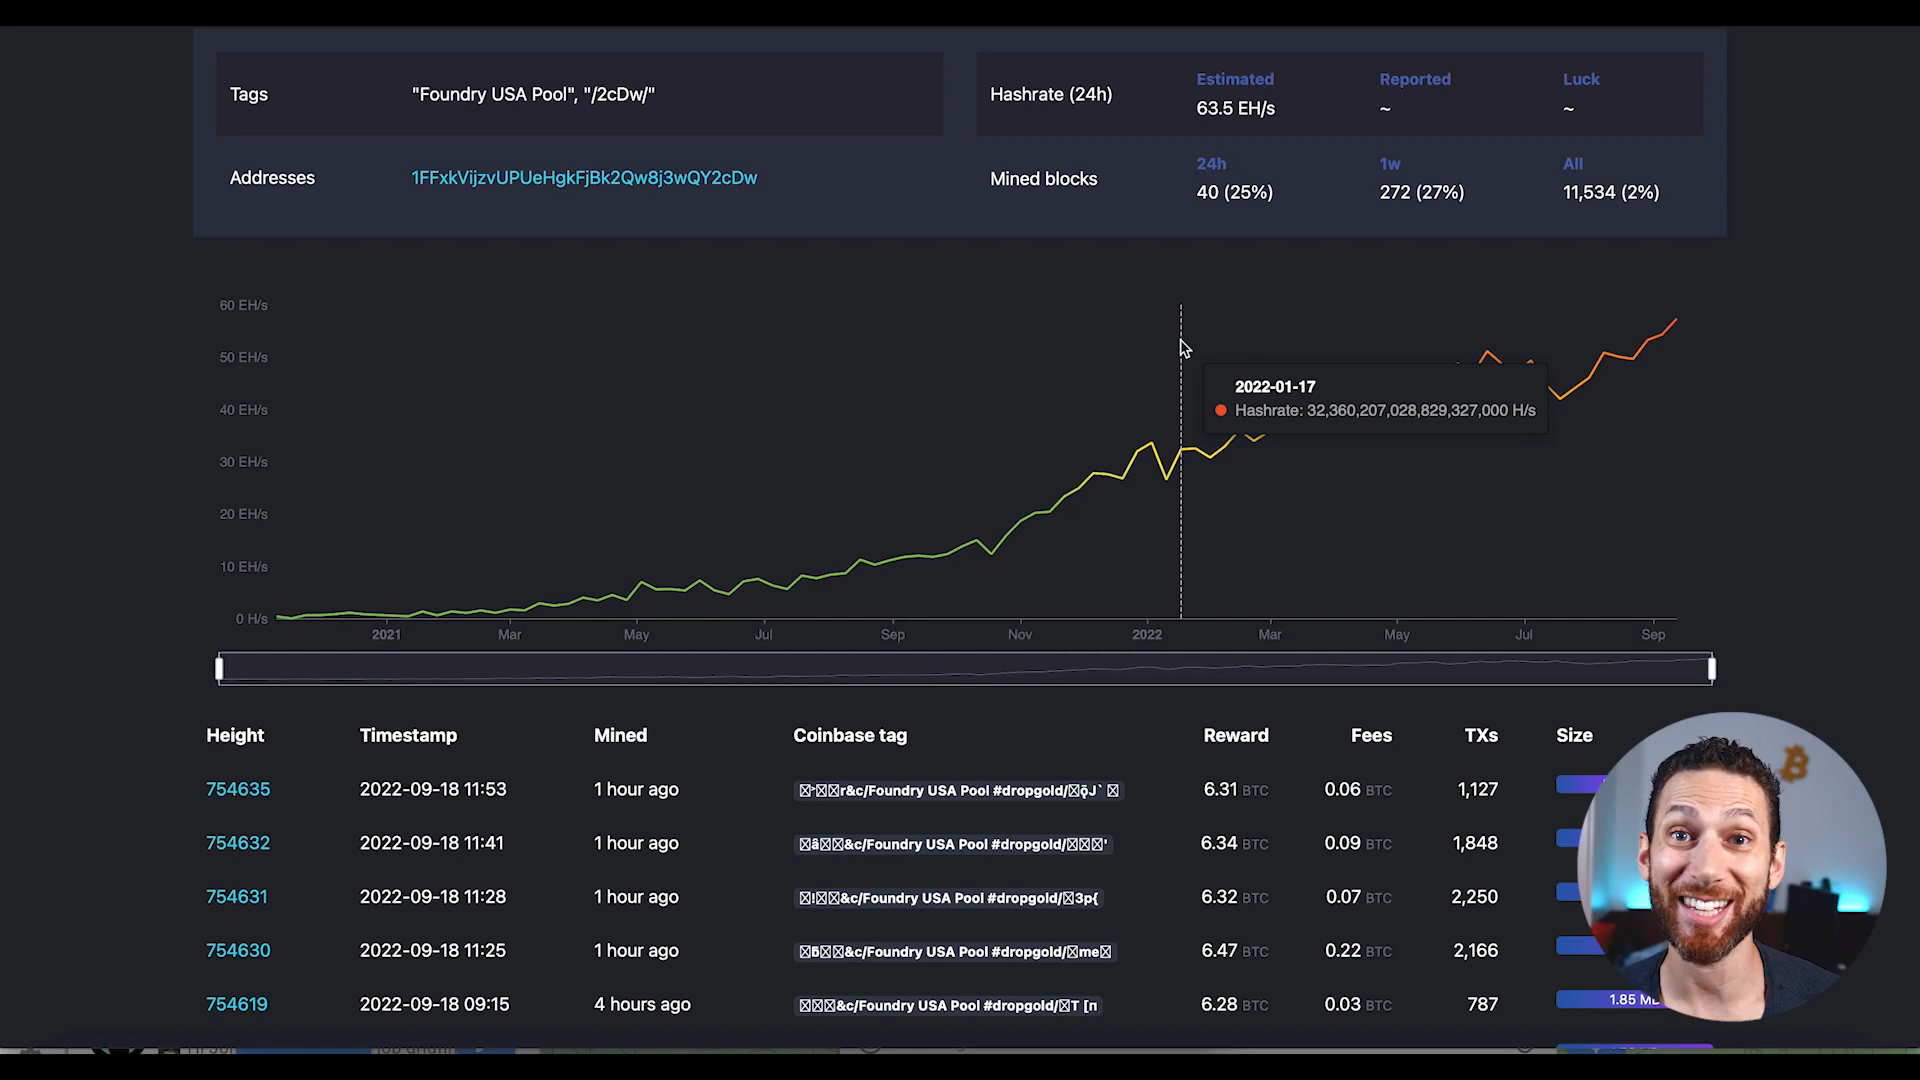 Tags "Foundry USA Pool", "/2cDw/"
Addresses 1FFxkVijzvUPUeHgkFjBk2Qw8j3wQY2cDw
Hashrate (24h) Estimated Reported Luck
63.5 EH/s ~ ~
Mined blocks 24h 1w All
40 (25%) 272 (27%) 11,534 (2%)
60 EH/s
50 EH/s
40 EH/s
30 EH/s
20 EH/s
10 EH/s
0 H/s
2022-01-17
Hashrate: 32,360,207,028,829,327,000 H/s
2021 Mar May Jul Sep Nov 2022 Mar May Jul Sep
Height Timestamp Mined Coinbase tag Reward Fees TXs Size
754635 2022-09-18 11:53 1 hour ago r&c/Foundry USA Pool #dropgold/ 6.31 BTC 0.06 BTC 1,127
754632 2022-09-18 11:41 1 hour ago &c/Foundry USA Pool #dropgold/ 6.34 BTC 0.09 BTC 1,848
754631 2022-09-18 11:28 1 hour ago &c/Foundry USA Pool #dropgold/ 3p{ 6.32 BTC 0.07 BTC 2,250
754630 2022-09-18 11:25 1 hour ago &c/Foundry USA Pool #dropgold/ me 6.47 BTC 0.22 BTC 2,166
754619 2022-09-18 09:15 4 hours ago &c/Foundry USA Pool #dropgold/ T [n 6.28 BTC 0.03 BTC 787 1.85 MB